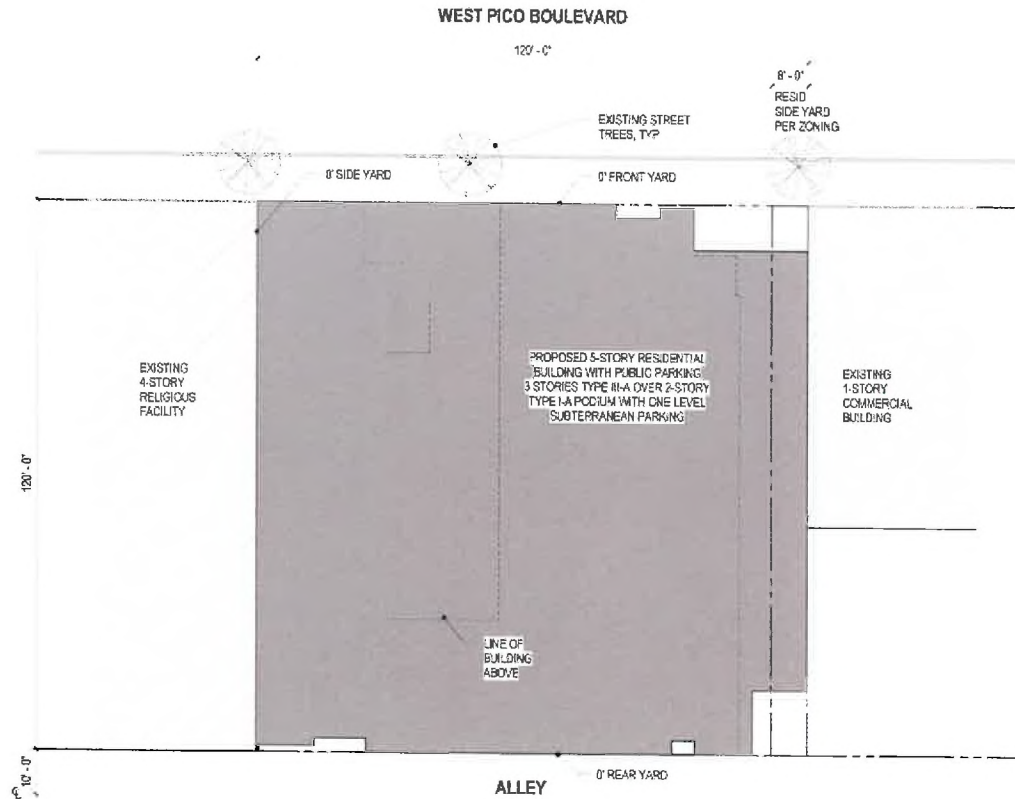 WEST PICO BOULEVARD
120' - 0"
8' - 0"
RESID
SIDE YARD
PER ZONING
EXISTING STREET
TREES, TYP
0' SIDE YARD
0' FRONT YARD
EXISTING
4-STORY
RELIGIOUS
FACILITY
PROPOSED 5-STORY RESIDENTIAL
BUILDING WITH PUBLIC PARKING
3 STORIES TYPE III-A OVER 2-STORY
TYPE I-A PODIUM WITH ONE LEVEL
SUBTERRANEAN PARKING
EXISTING
1-STORY
COMMERCIAL
BUILDING
120' - 0"
LINE OF
BUILDING
ABOVE
10' - 0"
0' REAR YARD
ALLEY